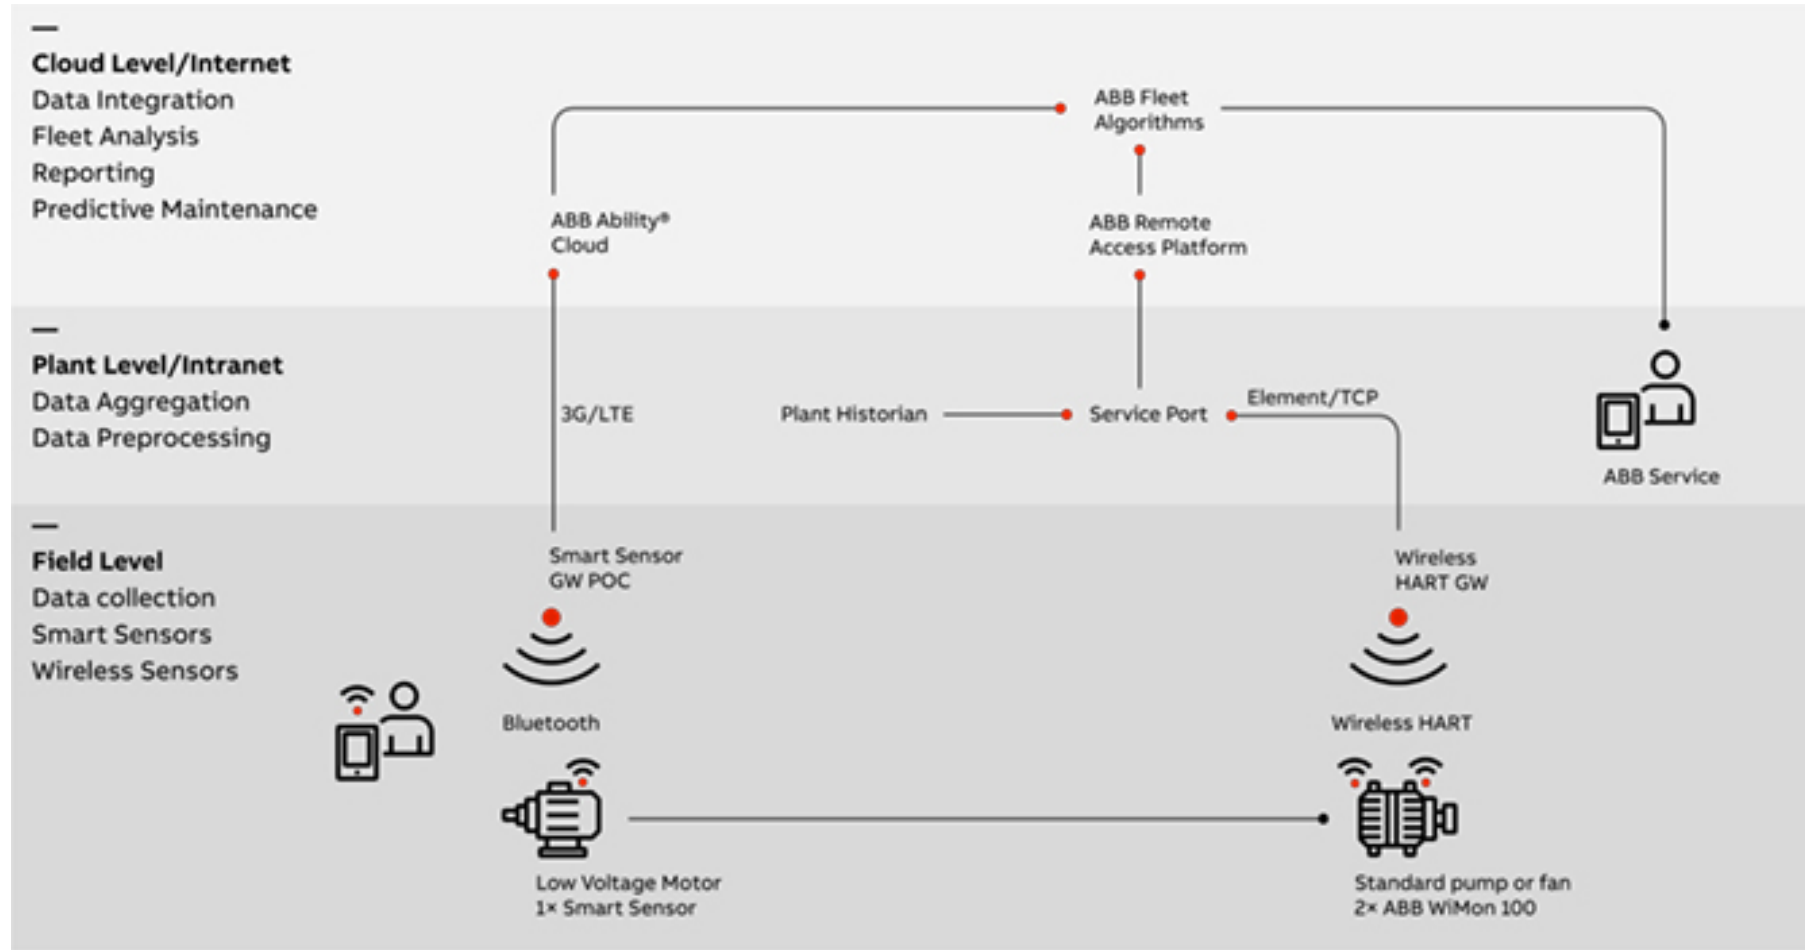 Cloud Level/Internet
Data Integration
Fleet Analysis
Reporting
Predictive Maintenance
ABB Fleet
Algorithms
ABB Ability®
Cloud
ABB Remote
Access Platform
Plant Level/Intranet
Data Aggregation
Data Preprocessing
3G/LTE
Plant Historian
Service Port
Element/TCP
ABB Service
Field Level
Data collection
Smart Sensors
Wireless Sensors
Smart Sensor
GW POC
Wireless
HART GW
Bluetooth
Wireless HART
Low Voltage Motor
1× Smart Sensor
Standard pump or fan
2× ABB WiMon 100